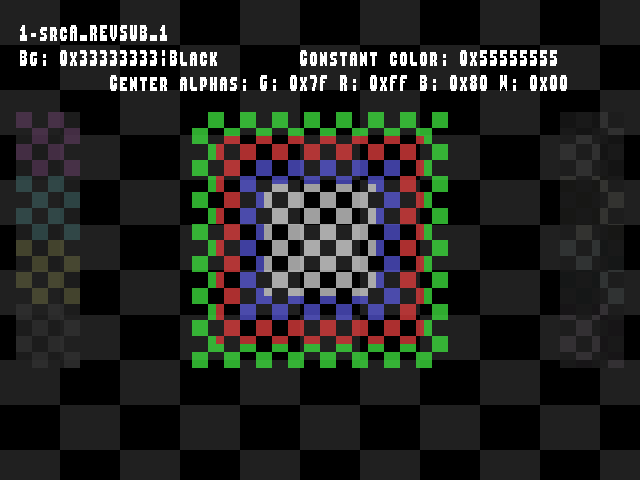 1-srcA_REVSUB_1
Bg: 0x33333333¦Black Constant color: 0x55555555
Center alphas: G: 0x7f R: 0xff B: 0x80 W: 0x00